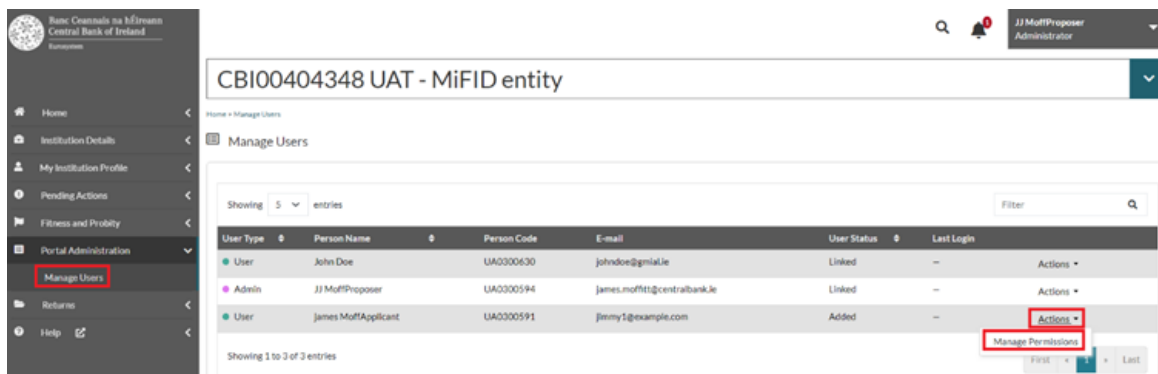 Banc Ceannais na hÉireann
Central Bank of Ireland
Eurosystem
1
JJ MoffProposer
Administrator
CBI00404348 UAT - MiFID entity
Home
Institution Details
My Institution Profile
Pending Actions
Fitness and Probity
Portal Administration
Manage Users
Returns
Help
Home • Manage Users
Manage Users
Showing 5 entries
Filter
User Type Person Name Person Code E-mail User Status Last Login
User John Doe UA0300630 johndoe@gmial.ie Linked — Actions
Admin JJ MoffProposer UA0300594 james.moffitt@centralbank.ie Linked — Actions
User James MoffApplicant UA0300591 jimmy1@example.com Added — Actions
Manage Permissions
Showing 1 to 3 of 3 entries
First « 1 » Last